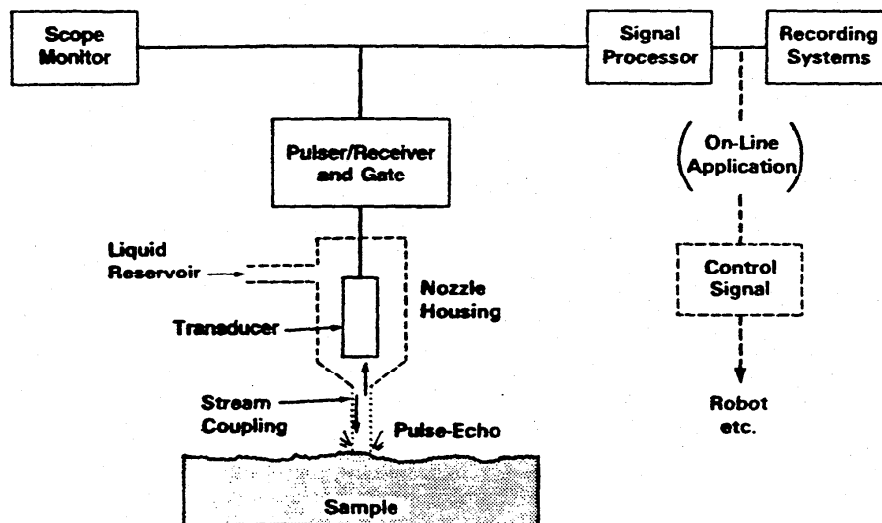 Scope
Monitor
Signal
Processor
Recording
Systems
Pulser/Receiver
and Gate
(On-Line
Application)
Liquid
Reservoir
Nozzle
Housing
Control
Signal
Transducer
Stream
Coupling
Pulse-Echo
Robot
etc.
Sample